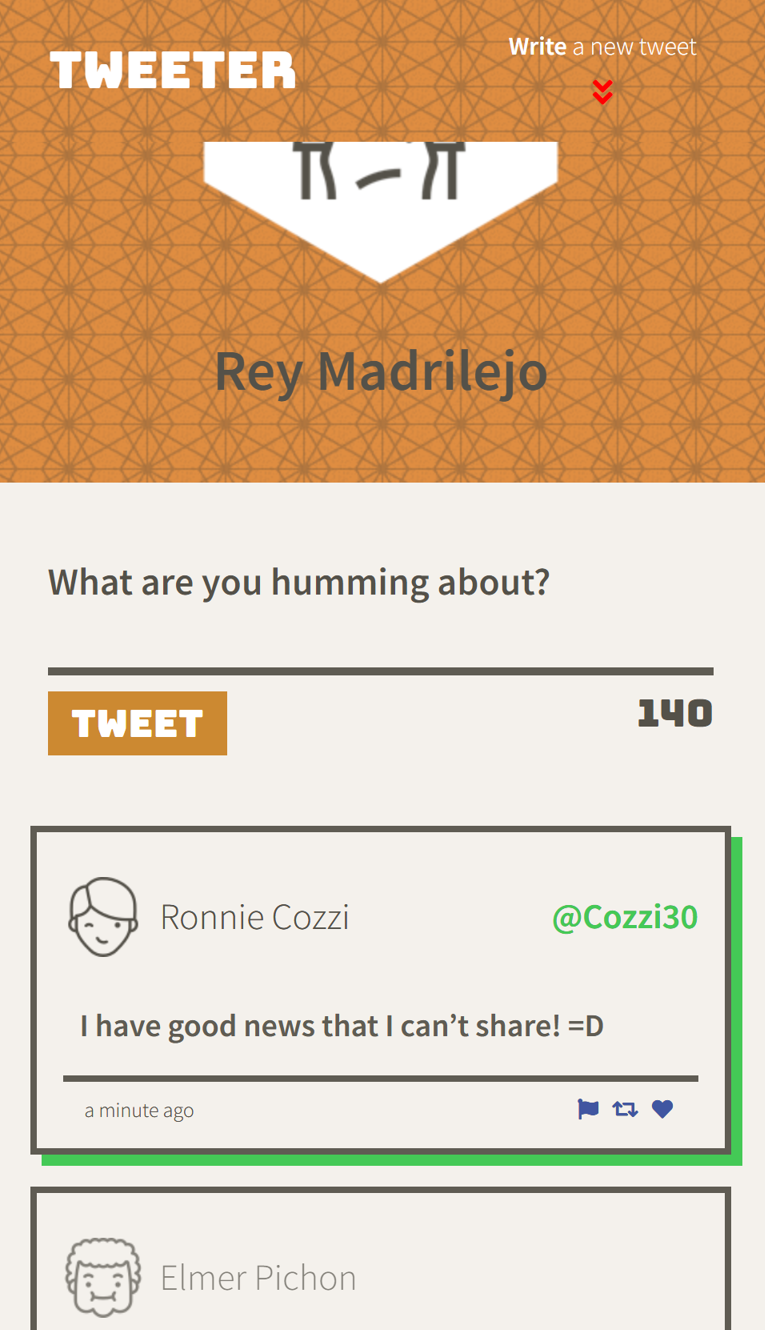 TWEETER
Write a new tweet
Rey Madrilejo
What are you humming about?
TWEET
140
Ronnie Cozzi
@Cozzi30
I have good news that I can’t share! =D
a minute ago
Elmer Pichon